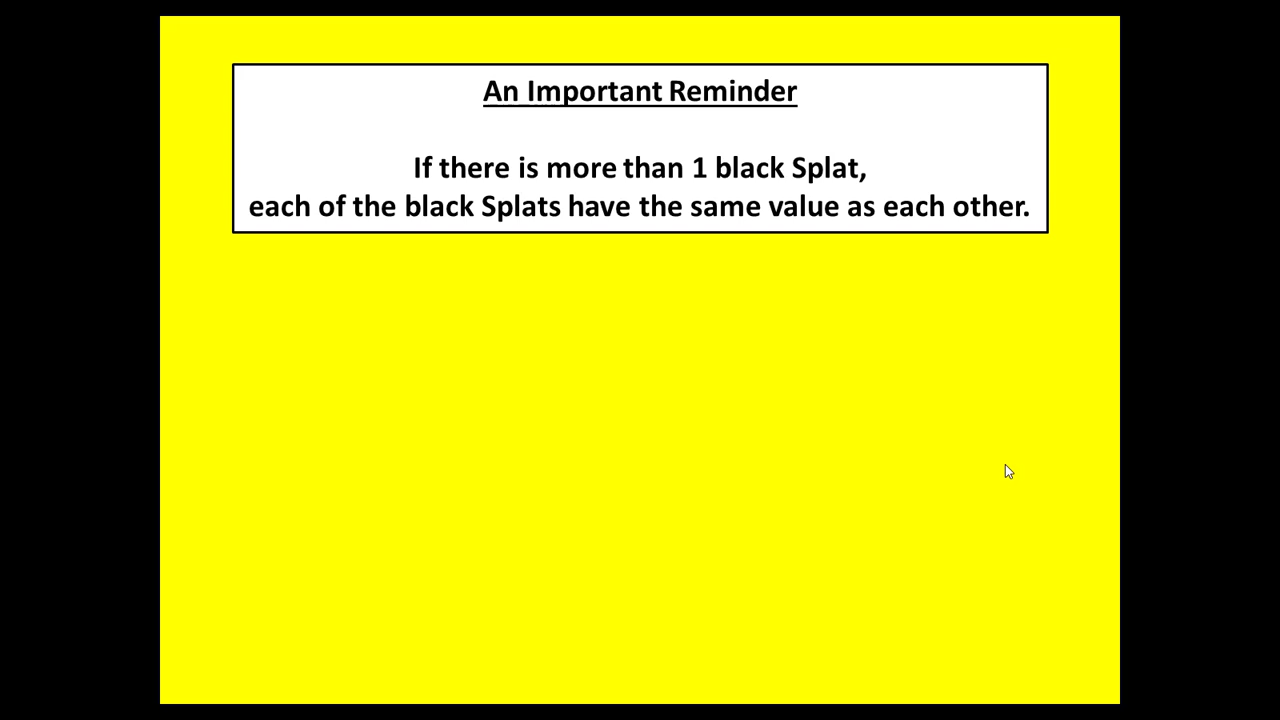 An Important Reminder
If there is more than 1 black Splat,
each of the black Splats have the same value as each other.